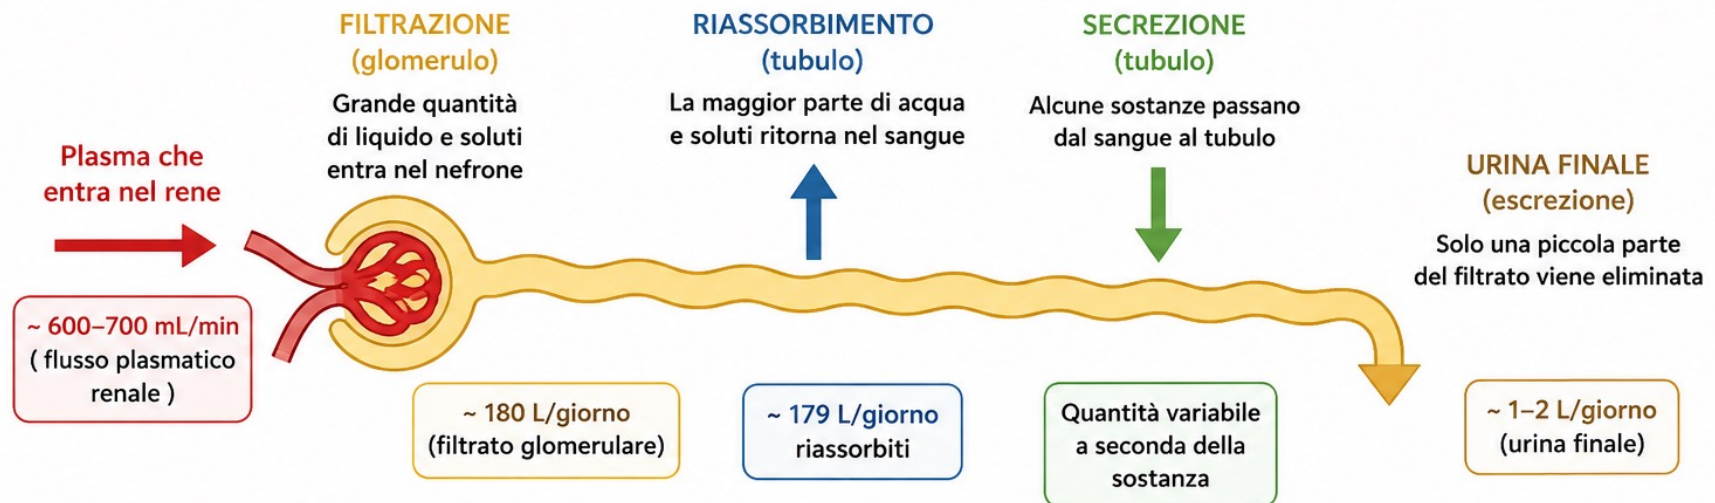 Plasma che
entra nel rene
~ 600–700 mL/min
( flusso plasmatico
renale )
FILTRAZIONE
(glomerulo)
Grande quantità
di liquido e soluti
entra nel nefrone
~ 180 L/giorno
(filtrato glomerulare)
RIASSORBIMENTO
(tubulo)
La maggior parte di acqua
e soluti ritorna nel sangue
~ 179 L/giorno
riassorbiti
SECREZIONE
(tubulo)
Alcune sostanze passano
dal sangue al tubulo
Quantità variabile
a seconda della
sostanza
URINA FINALE
(escrezione)
Solo una piccola parte
del filtrato viene eliminata
~ 1–2 L/giorno
(urina finale)